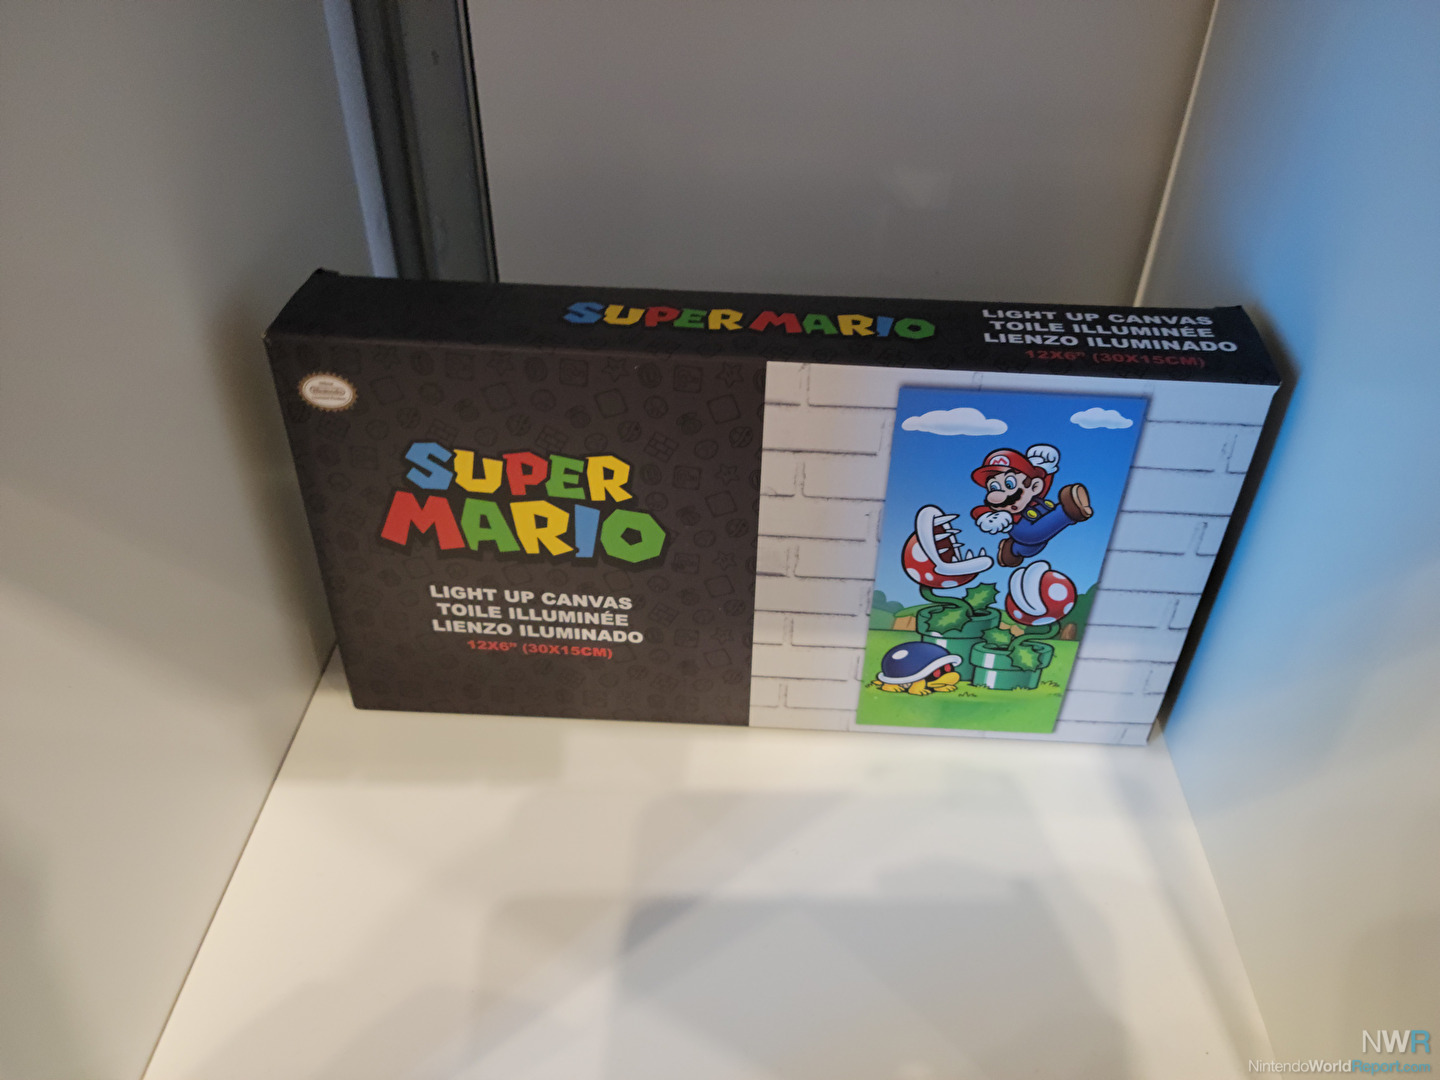 SUPER MARIO
LIGHT UP CANVAS
TOILE ILLUMINÉE
LIENZO ILUMINADO
12X6" (30X15CM)
Nintendo
SUPER
MARIO
LIGHT UP CANVAS
TOILE ILLUMINÉE
LIENZO ILUMINADO
12X6" (30X15CM)
M
NWR
NintendoWorldReport.com